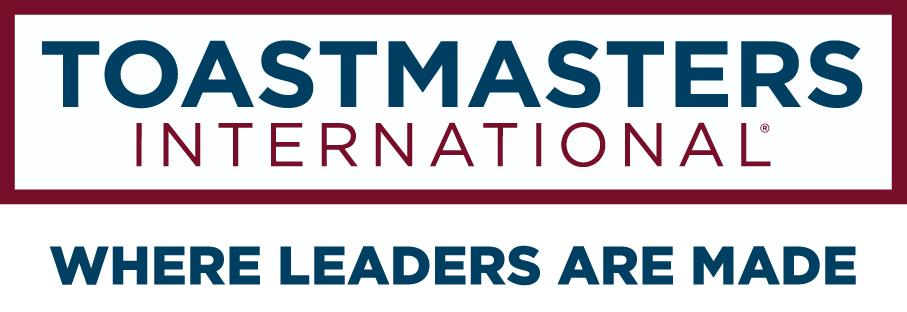 TOASTMASTERS
INTERNATIONAL®
WHERE LEADERS ARE MADE